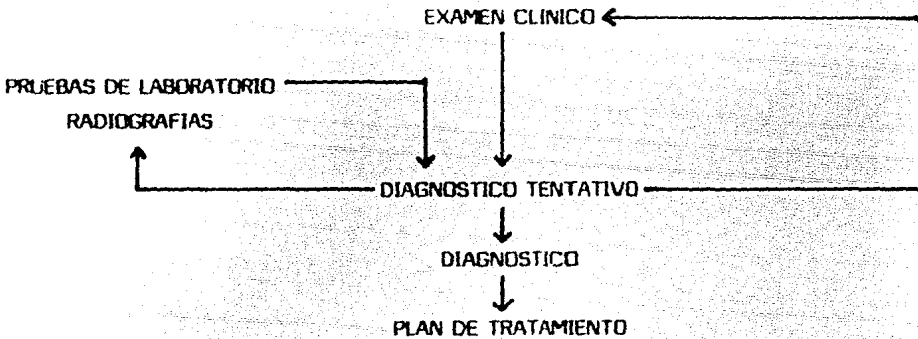 EXAMEN CLINICO
PRUEBAS DE LABORATORIO
RADIOGRAFIAS
DIAGNOSTICO TENTATIVO
DIAGNOSTICO
PLAN DE TRATAMIENTO